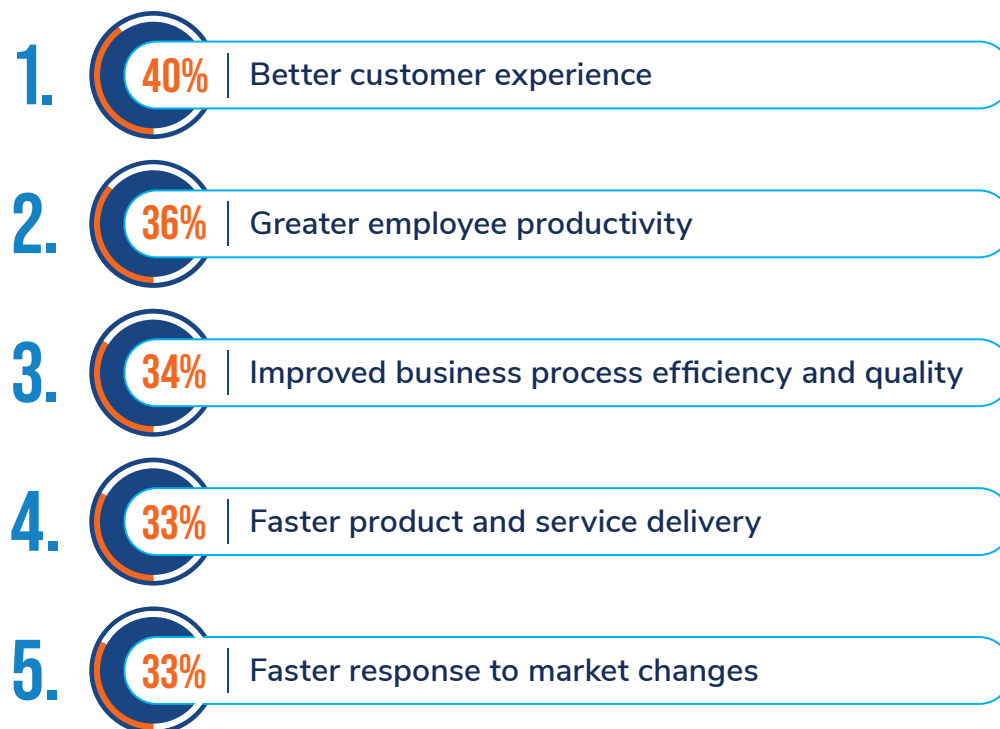 1. 40% Better customer experience
2. 36% Greater employee productivity
3. 34% Improved business process efficiency and quality
4. 33% Faster product and service delivery
5. 33% Faster response to market changes